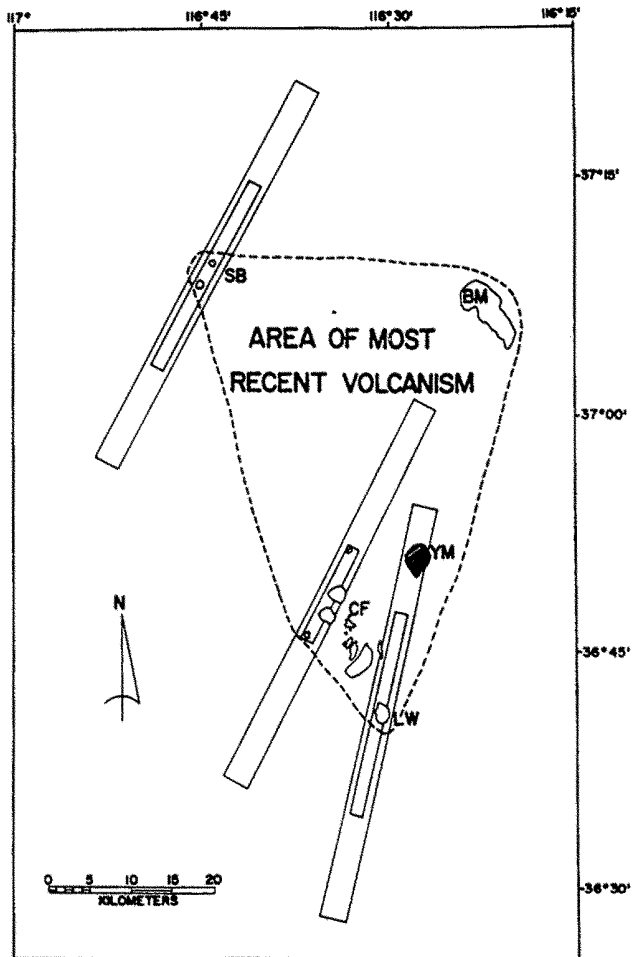 117° 116°45' 116°30' 116°15'
37°15'
SB
BM
AREA OF MOST
RECENT VOLCANISM
37°00'
YM
N
CF
36°45'
LW
0 5 10 15 20
KILOMETERS
36°30'